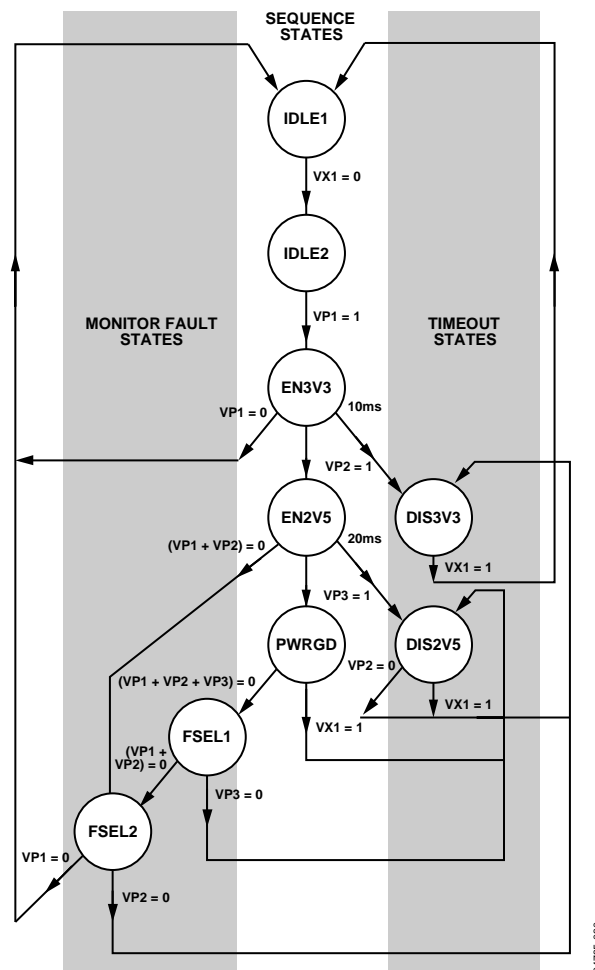 SEQUENCE
STATES
IDLE1
VX1 = 0
IDLE2
VP1 = 1
MONITOR FAULT
STATES
TIMEOUT
STATES
EN3V3
VP1 = 0
10ms
VP2 = 1
EN2V5
DIS3V3
(VP1 + VP2) = 0
20ms
VX1 = 1
VP3 = 1
PWRGD
DIS2V5
VP2 = 0
(VP1 + VP2 + VP3) = 0
VX1 = 1
VX1 = 1
FSEL1
(VP1 +
VP2) = 0
VP3 = 0
FSEL2
VP1 = 0
VP2 = 0